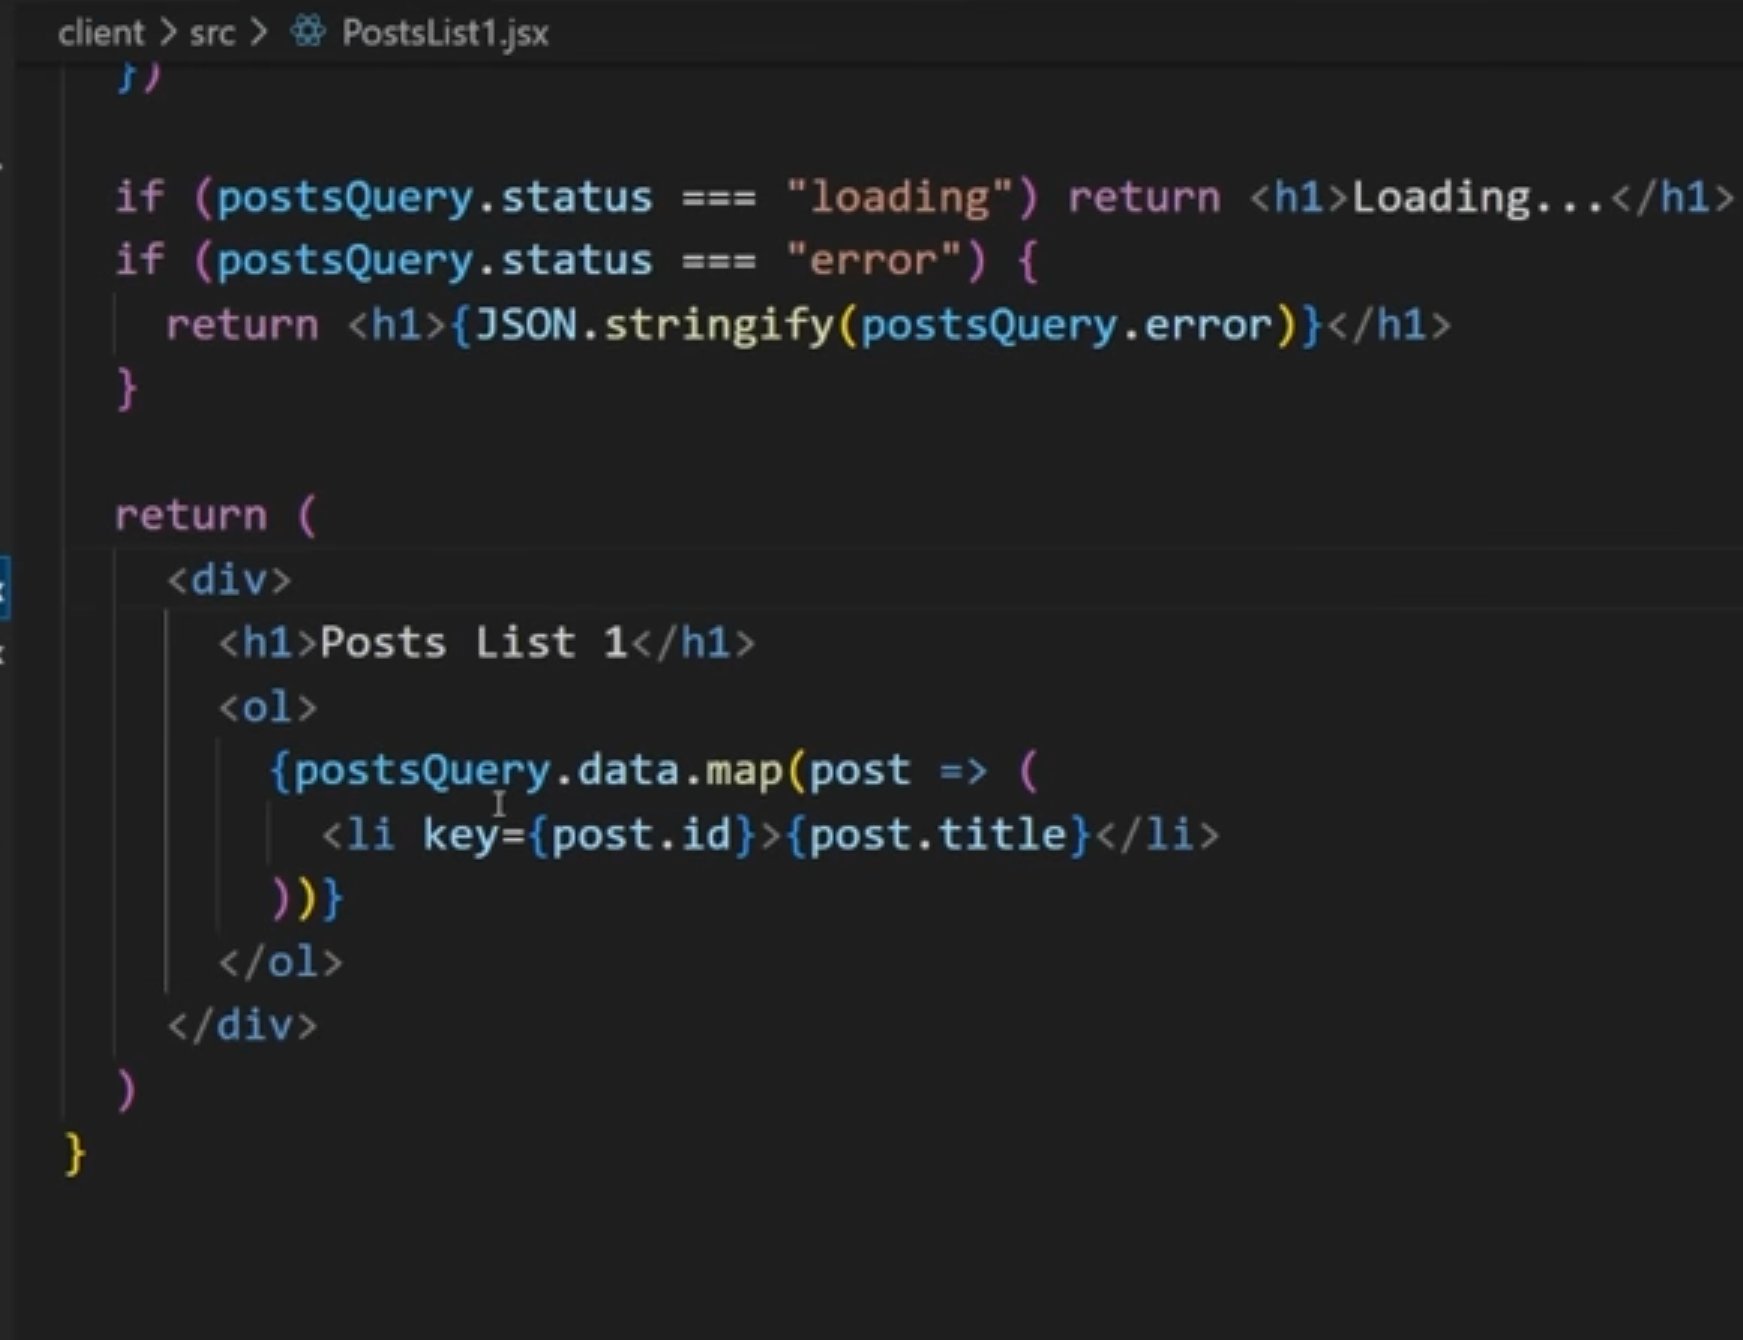 client > src > PostsList1.jsx
})
if (postsQuery.status === "loading") return <h1>Loading...</h1>
if (postsQuery.status === "error") {
return <h1>{JSON.stringify(postsQuery.error)}</h1>
}
return (
<div>
<h1>Posts List 1</h1>
<ol>
{postsQuery.data.map(post => (
<li key={post.id}>{post.title}</li>
))}
</ol>
</div>
)
}